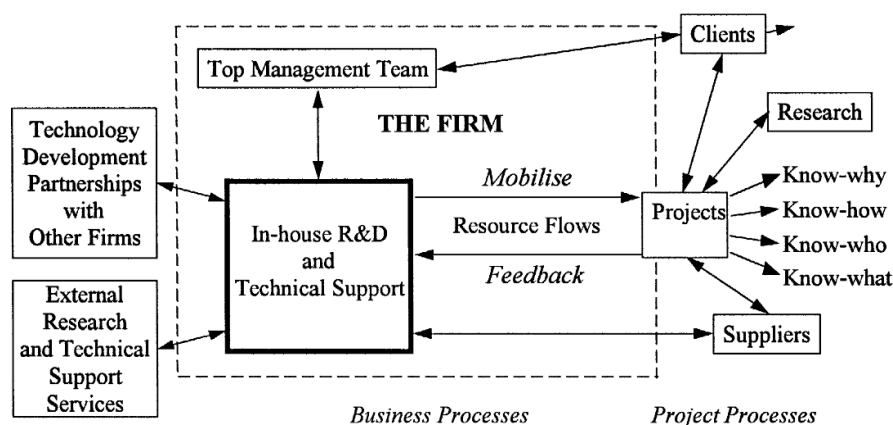 Clients
Top Management Team
THE FIRM
Research
Technology
Development
Partnerships
with
Other Firms
Mobilise
Know-why
In-house R&D
and
Technical Support
Resource Flows
Projects
Know-how
Know-who
Feedback
Know-what
External
Research
and Technical
Support
Services
Suppliers
Business Processes
Project Processes